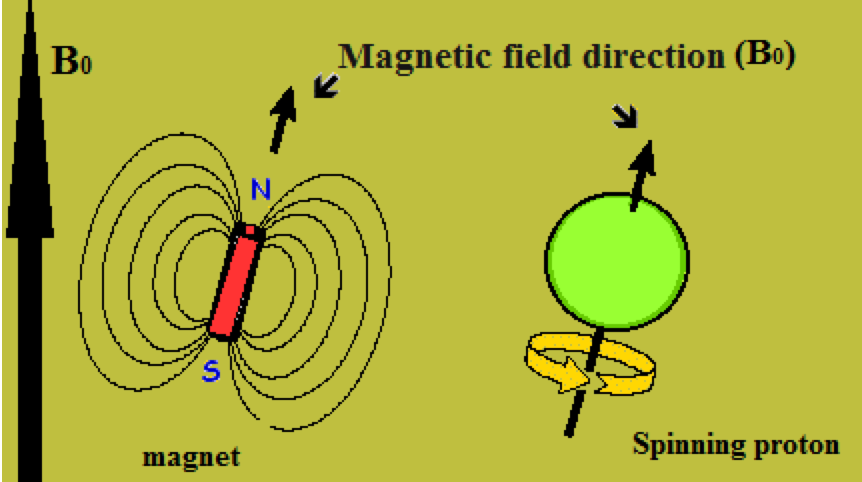 B₀
Magnetic field direction (B₀)
N
S
magnet
Spinning proton